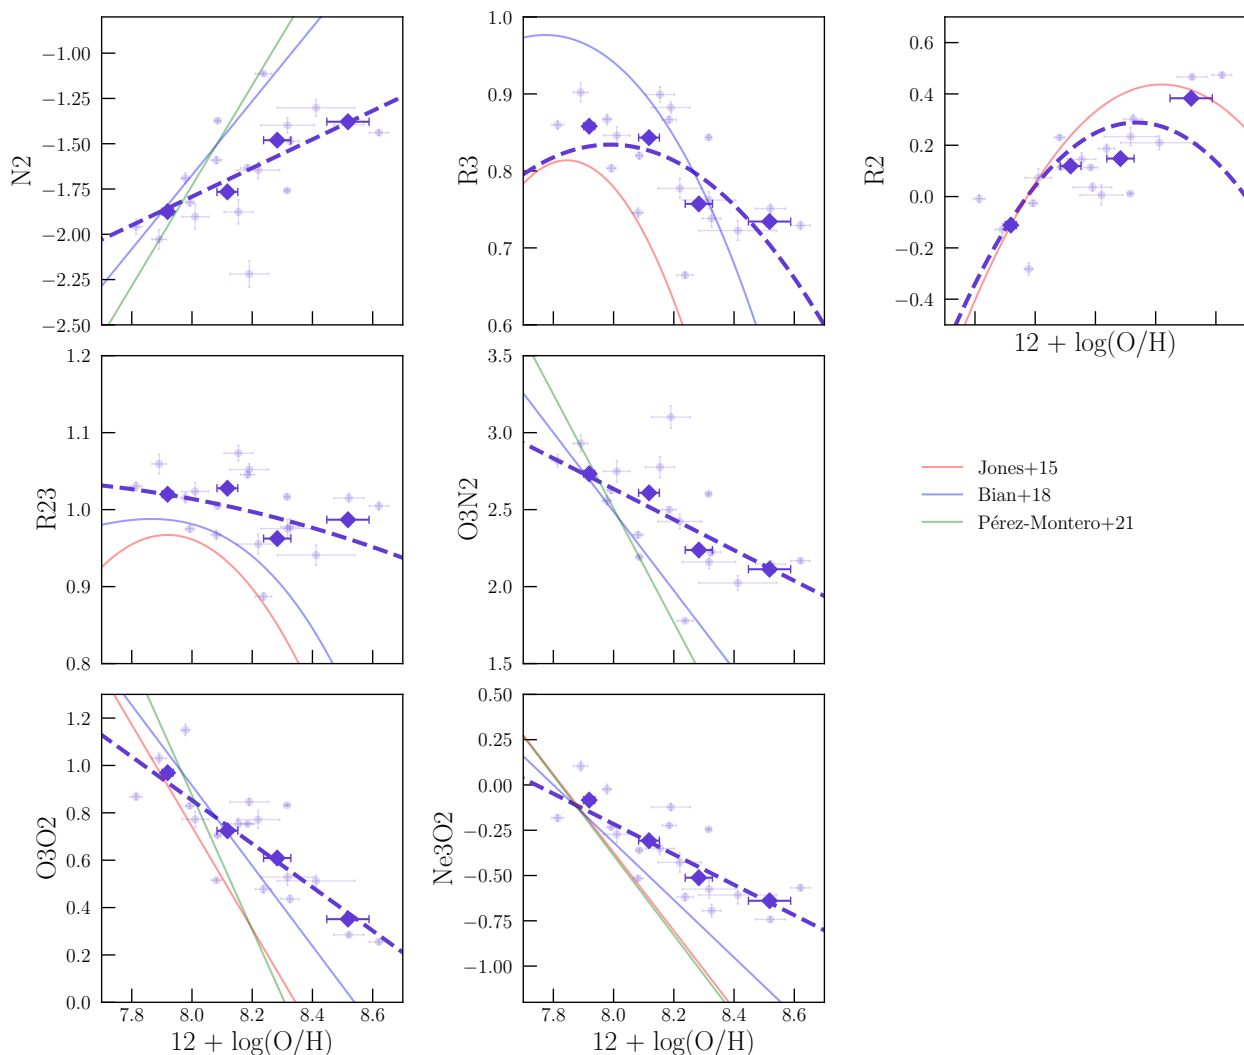 −1.00
−1.25
−1.50
−1.75
−2.00
−2.25
−2.50
N2
1.0
0.9
0.8
0.7
0.6
R3
0.6
0.4
0.2
0.0
−0.2
−0.4
R2
12 + log(O/H)
1.2
1.1
1.0
0.9
0.8
R23
3.5
3.0
2.5
2.0
1.5
O3N2
Jones+15
Bian+18
Pérez-Montero+21
1.2
1.0
0.8
0.6
0.4
0.2
0.0
O3O2
7.8 8.0 8.2 8.4 8.6
12 + log(O/H)
0.50
0.25
0.00
−0.25
−0.50
−0.75
−1.00
Ne3O2
7.8 8.0 8.2 8.4 8.6
12 + log(O/H)